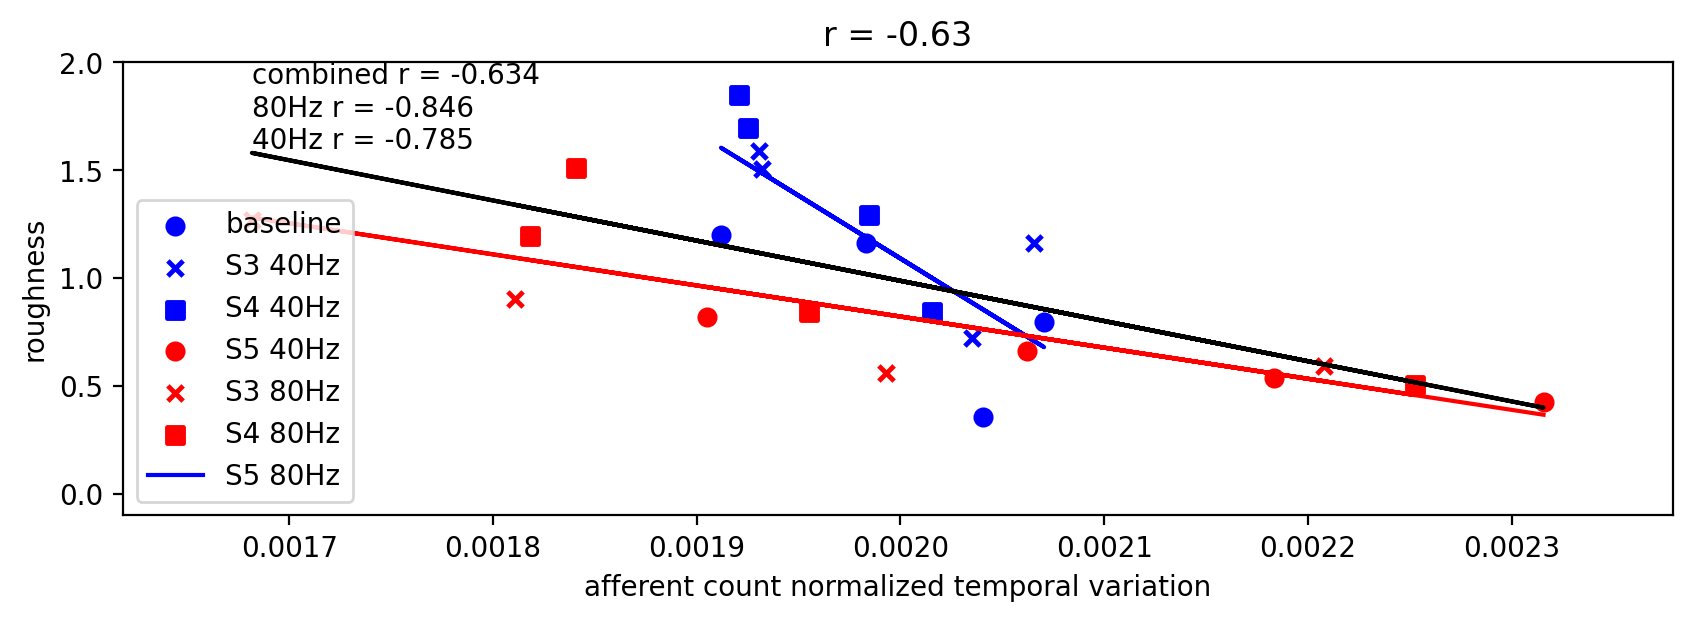 r = -0.63
combined r = -0.634
80Hz r = -0.846
40Hz r = -0.785
roughness
2.0
1.5
1.0
0.5
0.0
baseline
S3 40Hz
S4 40Hz
S5 40Hz
S3 80Hz
S4 80Hz
S5 80Hz
0.0017 0.0018 0.0019 0.0020 0.0021 0.0022 0.0023
afferent count normalized temporal variation